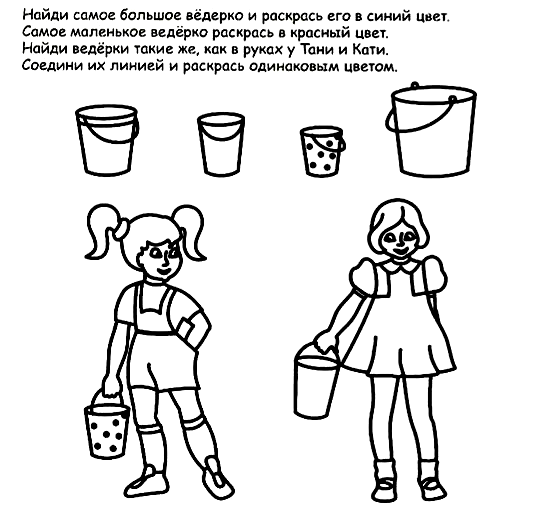 Найди самое большое вёдерко и раскрась его в синий цвет.
Самое маленькое ведёрко раскрась в красный цвет.
Найди ведёрки такие же, как в руках у Тани и Кати.
Соедини их линией и раскрась одинаковым цветом.